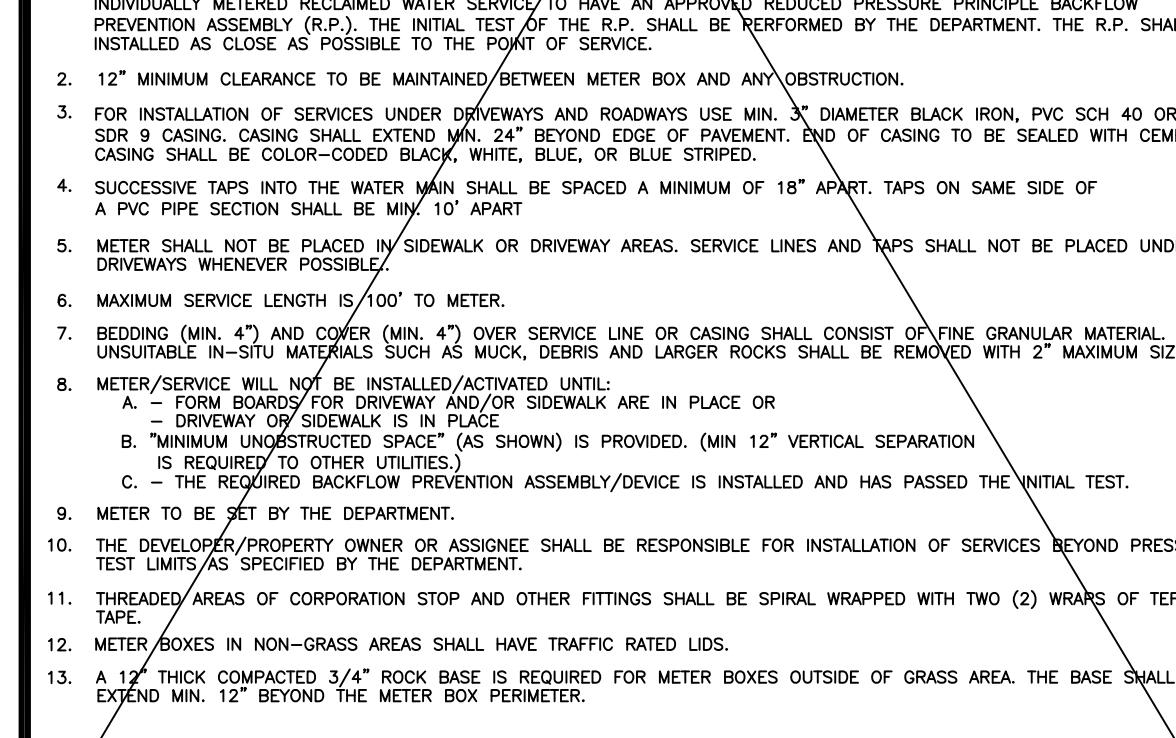 INDIVIDUALLY METERED RECLAIMED WATER SERVICE TO HAVE AN APPROVED REDUCED PRESSURE PRINCIPLE BACKFLOW
PREVENTION ASSEMBLY (R.P.). THE INITIAL TEST OF THE R.P. SHALL BE PERFORMED BY THE DEPARTMENT. THE R.P. SHA
INSTALLED AS CLOSE AS POSSIBLE TO THE POINT OF SERVICE.
2. 12" MINIMUM CLEARANCE TO BE MAINTAINED BETWEEN METER BOX AND ANY OBSTRUCTION.
3. FOR INSTALLATION OF SERVICES UNDER DRIVEWAYS AND ROADWAYS USE MIN. 3" DIAMETER BLACK IRON, PVC SCH 40 OR
SDR 9 CASING. CASING SHALL EXTEND MIN. 24" BEYOND EDGE OF PAVEMENT. END OF CASING TO BE SEALED WITH CEM
CASING SHALL BE COLOR-CODED BLACK, WHITE, BLUE, OR BLUE STRIPED.
4. SUCCESSIVE TAPS INTO THE WATER MAIN SHALL BE SPACED A MINIMUM OF 18" APART. TAPS ON SAME SIDE OF
A PVC PIPE SECTION SHALL BE MIN. 10' APART
5. METER SHALL NOT BE PLACED IN SIDEWALK OR DRIVEWAY AREAS. SERVICE LINES AND TAPS SHALL NOT BE PLACED UND
DRIVEWAYS WHENEVER POSSIBLE..
6. MAXIMUM SERVICE LENGTH IS 100' TO METER.
7. BEDDING (MIN. 4") AND COVER (MIN. 4") OVER SERVICE LINE OR CASING SHALL CONSIST OF FINE GRANULAR MATERIAL.
UNSUITABLE IN-SITU MATERIALS SUCH AS MUCK, DEBRIS AND LARGER ROCKS SHALL BE REMOVED WITH 2" MAXIMUM SIZ
8. METER/SERVICE WILL NOT BE INSTALLED/ACTIVATED UNTIL:
A. - FORM BOARDS FOR DRIVEWAY AND/OR SIDEWALK ARE IN PLACE OR
- DRIVEWAY OR SIDEWALK IS IN PLACE
B. "MINIMUM UNOBSTRUCTED SPACE" (AS SHOWN) IS PROVIDED. (MIN 12" VERTICAL SEPARATION
IS REQUIRED TO OTHER UTILITIES.)
C. - THE REQUIRED BACKFLOW PREVENTION ASSEMBLY/DEVICE IS INSTALLED AND HAS PASSED THE INITIAL TEST.
9. METER TO BE SET BY THE DEPARTMENT.
10. THE DEVELOPER/PROPERTY OWNER OR ASSIGNEE SHALL BE RESPONSIBLE FOR INSTALLATION OF SERVICES BEYOND PRESS
TEST LIMITS AS SPECIFIED BY THE DEPARTMENT.
11. THREADED AREAS OF CORPORATION STOP AND OTHER FITTINGS SHALL BE SPIRAL WRAPPED WITH TWO (2) WRAPS OF TEF
TAPE.
12. METER BOXES IN NON-GRASS AREAS SHALL HAVE TRAFFIC RATED LIDS.
13. A 12" THICK COMPACTED 3/4" ROCK BASE IS REQUIRED FOR METER BOXES OUTSIDE OF GRASS AREA. THE BASE SHALL
EXTEND MIN. 12" BEYOND THE METER BOX PERIMETER.